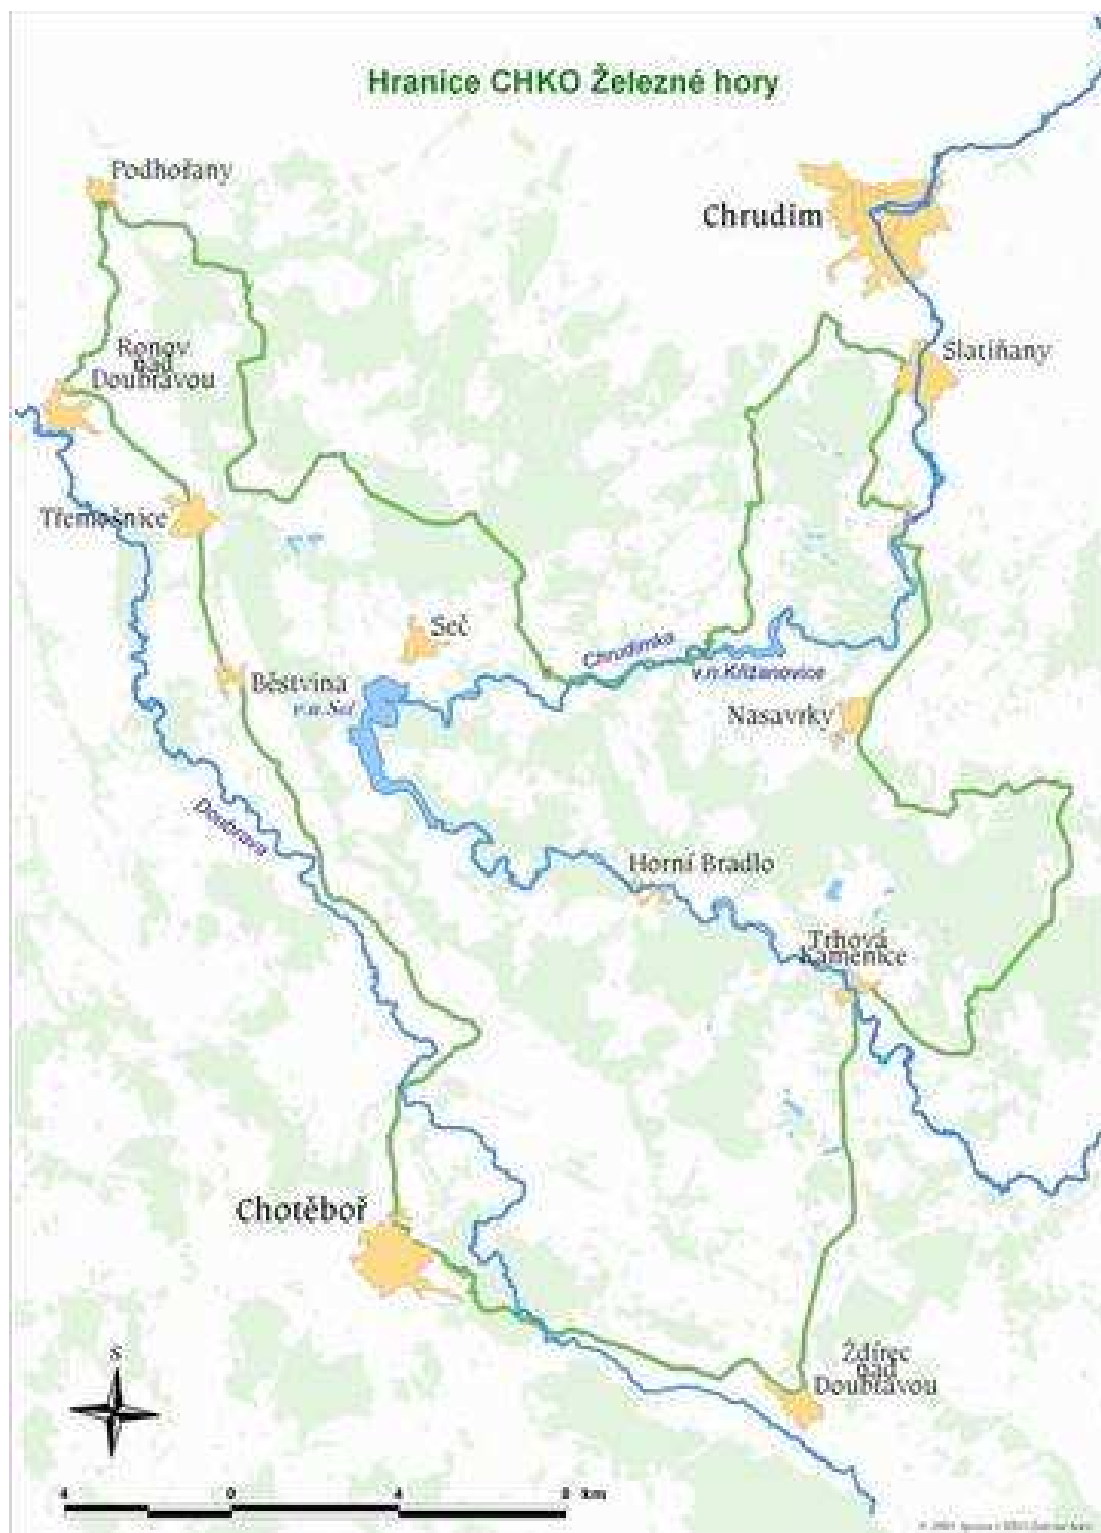 Hranice CHKO Železné hory
Podhořany
Chrudim
Ronov
nad
Doubravou
Slatiňany
Třemošnice
Seč
Chrudimka
Běstvina
v.n.Seč
v.n.Křižanovice
Nasavrky
Doubrava
Horní Bradlo
Trhová
Kamenice
Chotěboř
S
Ždírec
nad
Doubravou
4 0 4 8 km